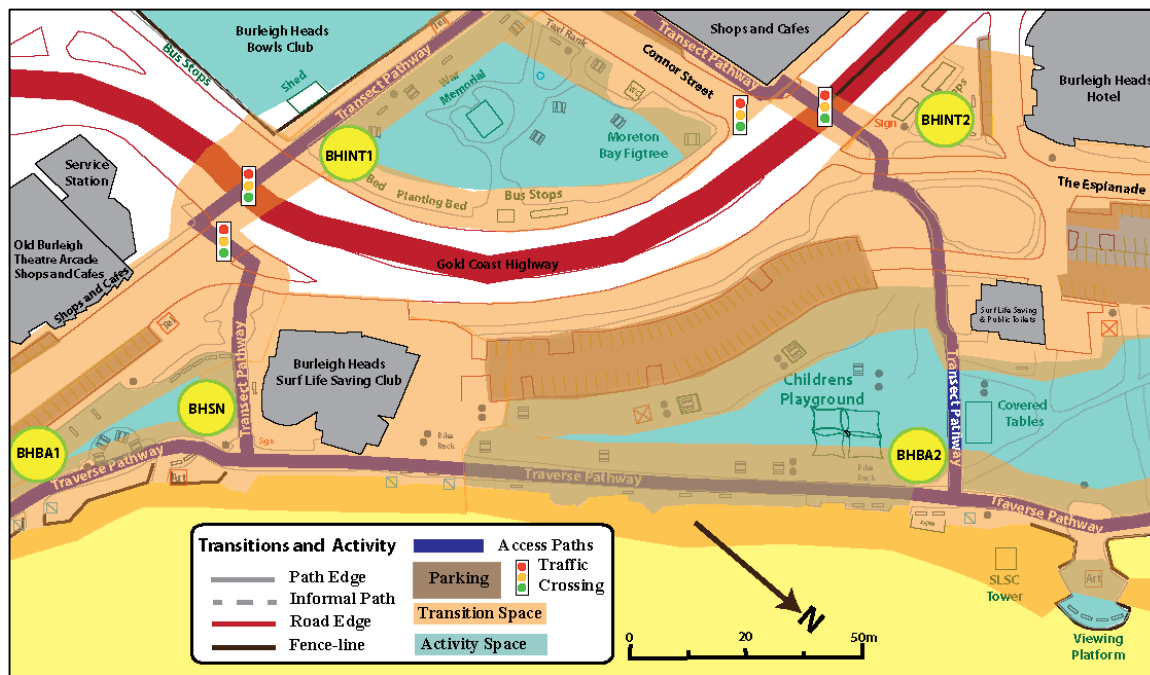 Burleigh Heads
Bowls Club
Bus Stops
Shed
Transect Pathway
Tel
War
Memorial
Taxi Rank
WC
Connor Street
Transect Pathway
Shops and Cafes
Moreton
Bay Figtree
Sign
BHINT2
Burleigh Heads
Hotel
The Esplanade
BHINT1
Bed
Planting Bed
Bus Stops
Service
Station
Old Burleigh
Theatre Arcade
Shops and Cafes
Shops and Cafes
Gold Coast Highway
Tel
Transect Pathway
Burleigh Heads
Surf Life Saving Club
Surf Life Saving
& Public Toilets
Childrens
Playground
Transect Pathway
Covered
Tables
BHSN
BHBA1
BHBA2
Sign
Bike
Rack
Bike
Rack
Traverse Pathway
Traverse Pathway
Traverse Pathway
Art
Art
SLSC
Tower
Viewing
Platform
Transitions and Activity
Path Edge
Informal Path
Road Edge
Fence-line
Access Paths
Parking
Traffic
Crossing
Transition Space
Activity Space
N
0 20 50m